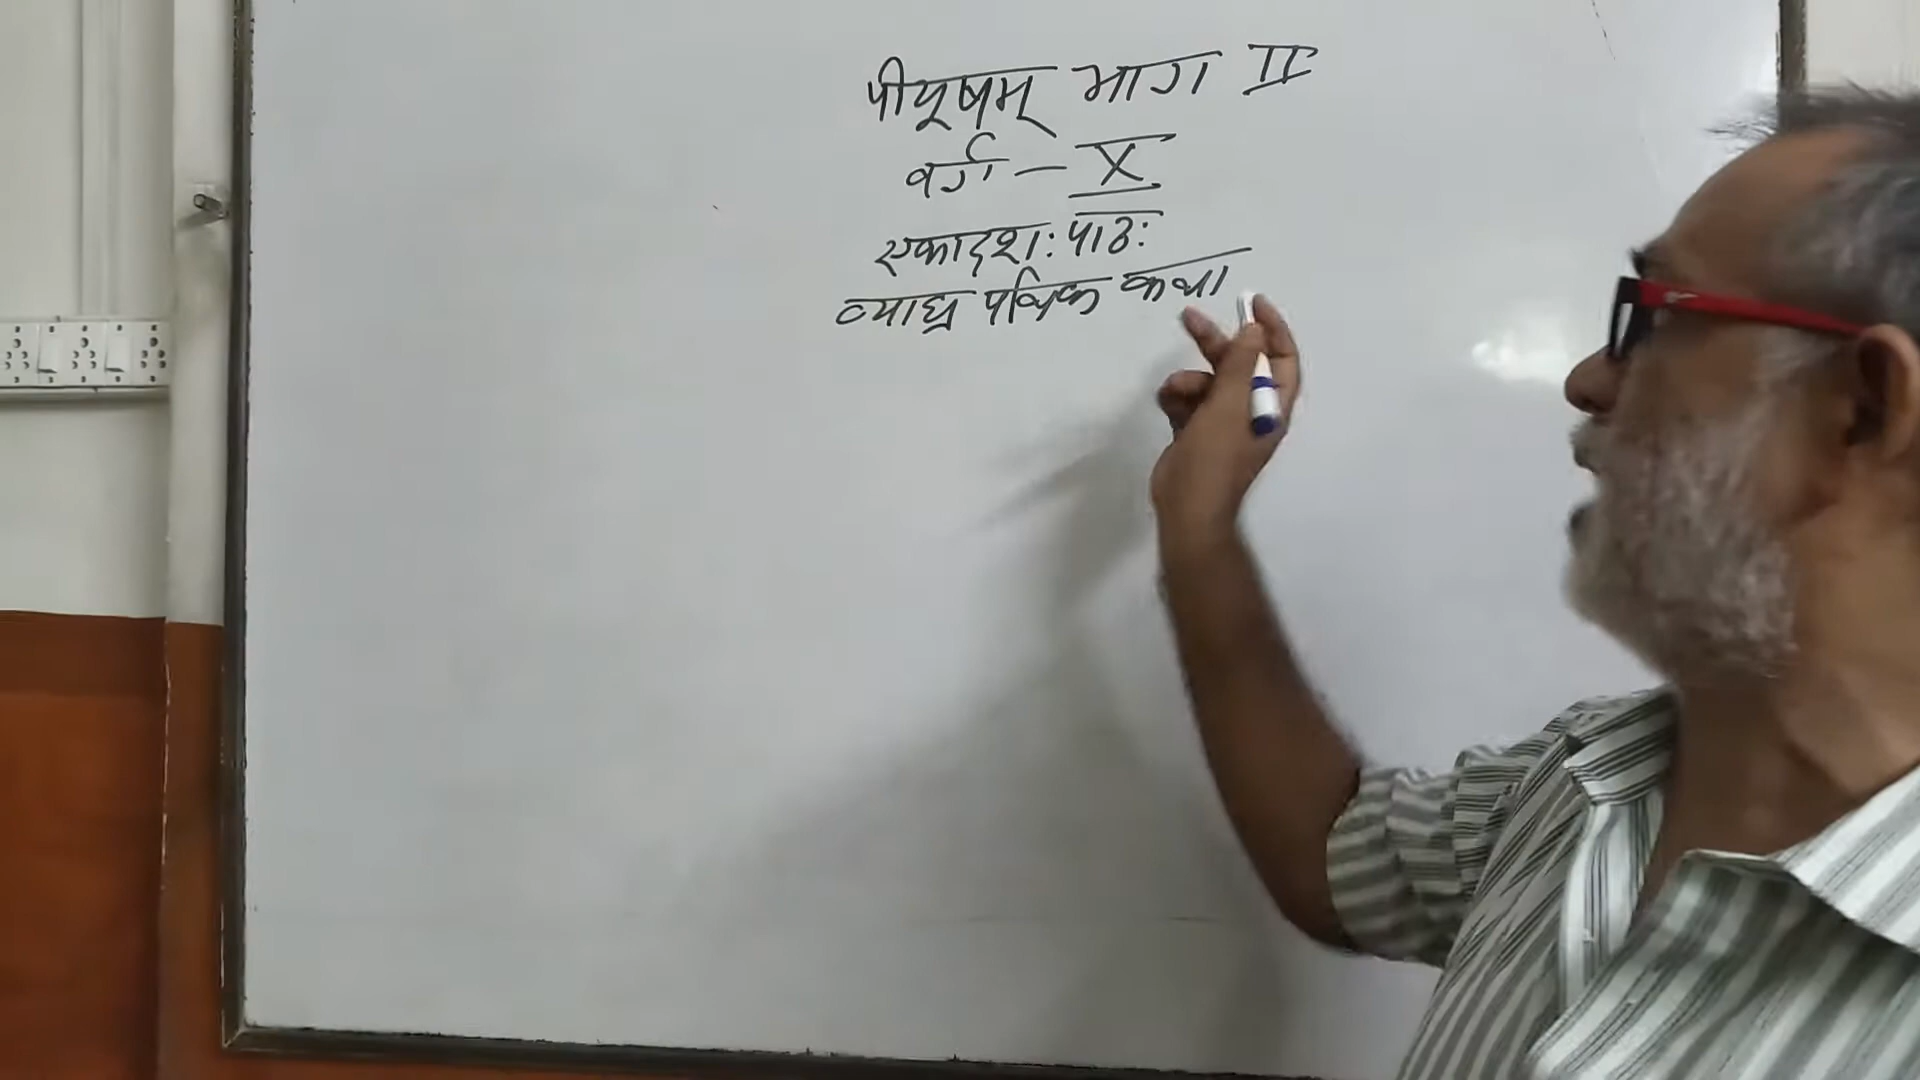 पीयूषम् भाग II
वर्ग - X
एकादश: पाठ:
व्याघ्र पथिक कथा